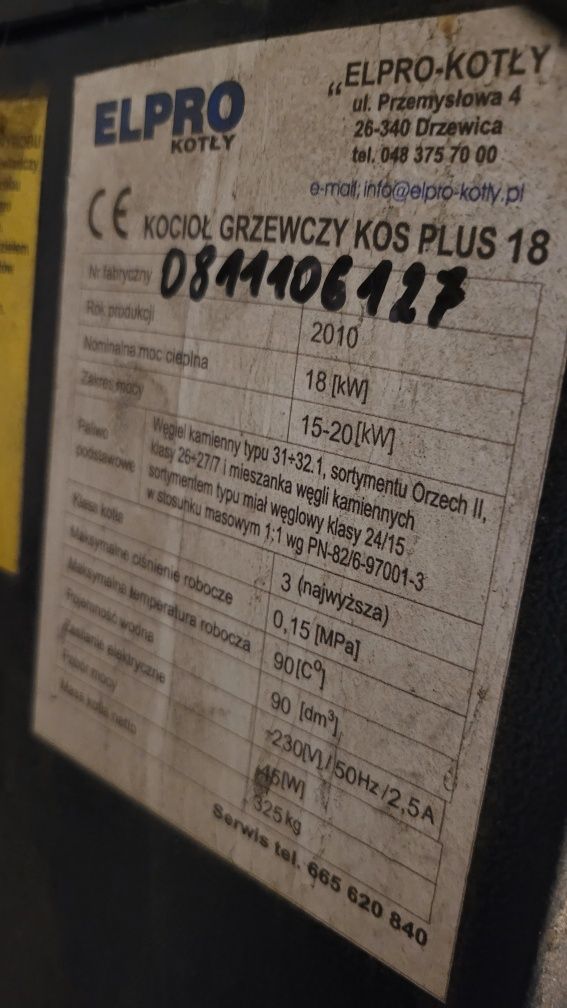 ELPRO
KOTŁY
„ELPRO-KOTŁY
ul. Przemysłowa 4
26-340 Drzewica
tel. 048 375 70 00
e-mail; info@elpro-kotly.pl
CE KOCIOŁ GRZEWCZY KOS PLUS 18
Nr fabryczny 0811106127
Rok produkcji 2010
Nominalna moc cieplna 18 [kW]
Zakres mocy 15-20[kW]
Paliwo podstawowe Węgiel kamienny typu 31÷32.1, sortymentu Orzech II,
klasy 26÷27/7 i mieszanka węgli kamiennych
sortymentem typu miał węglowy klasy 24/15
w stosunku masowym 1:1 wg PN-82/6-97001-3
Klasa kotła 3 (najwyższa)
Maksymalne ciśnienie robocze 0,15 [MPa]
Maksymalna temperatura robocza 90[C°]
Pojemność wodna 90 [dm³]
Zasilanie elektryczne ~230[V] / 50Hz /2,5A
Pobór mocy 45[W]
Masa kotła netto 325 kg
Serwis tel. 665 620 840